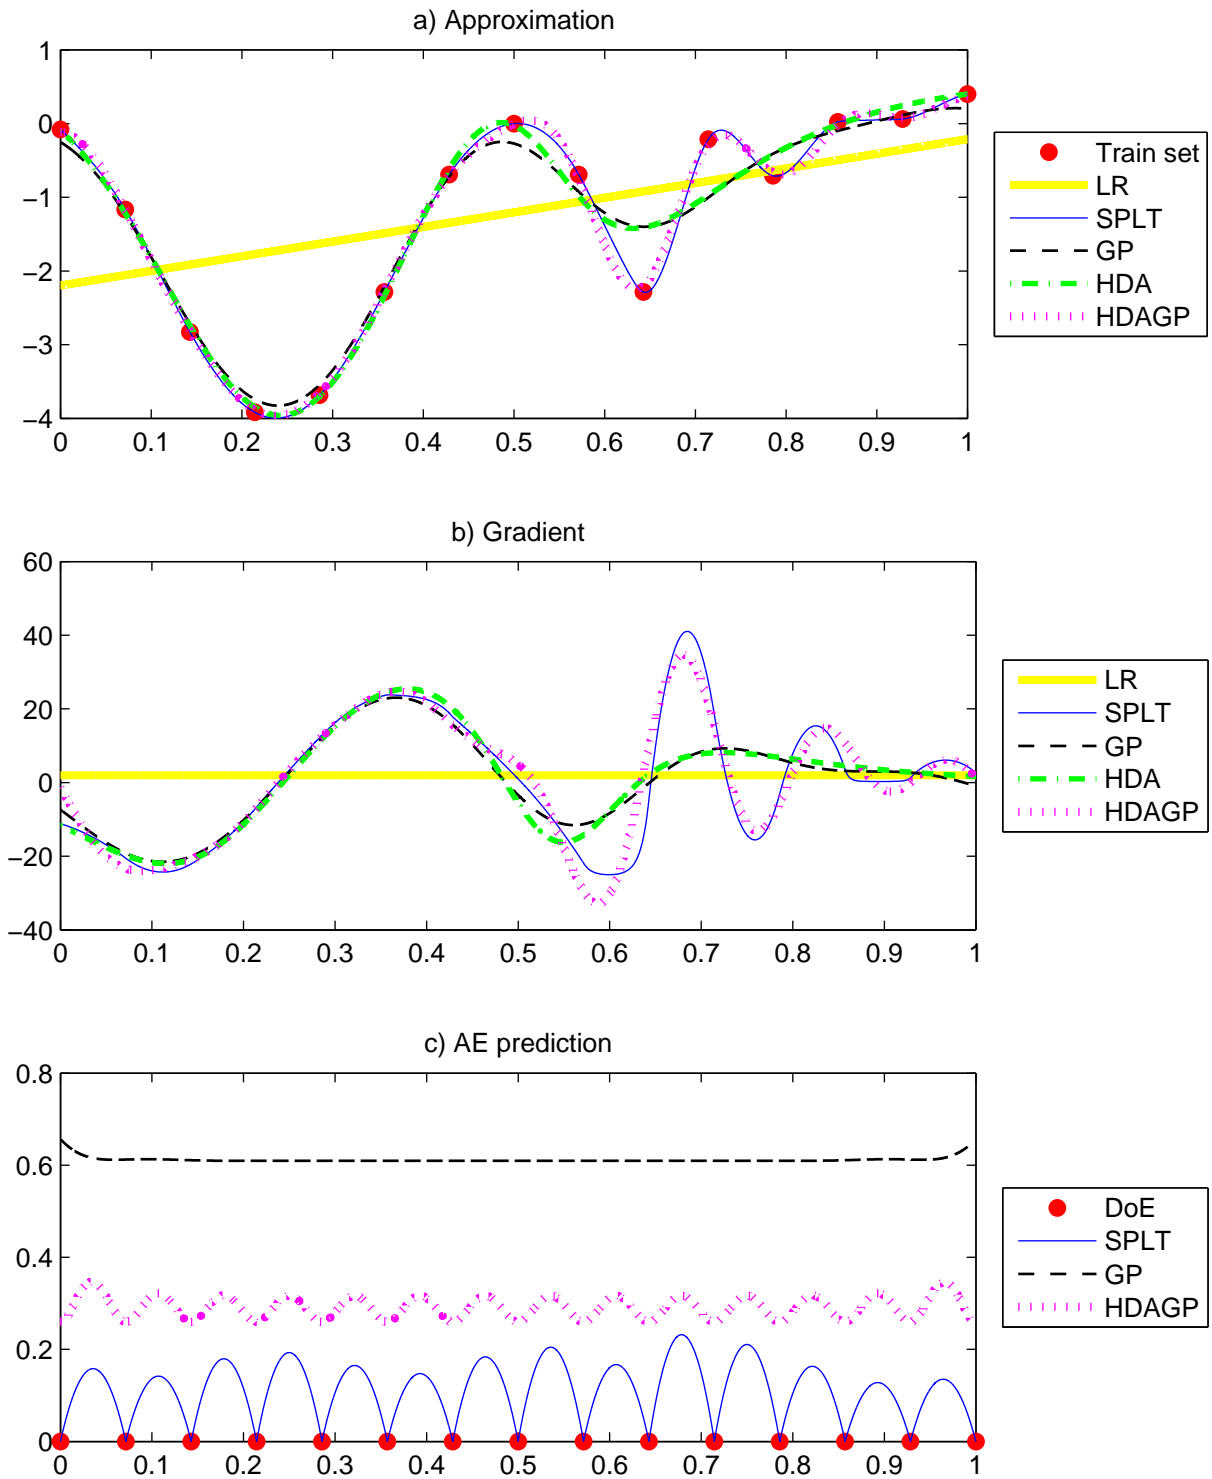 a) Approximation
1
0
−1
−2
−3
−4
0 0.1 0.2 0.3 0.4 0.5 0.6 0.7 0.8 0.9 1
Train set
LR
SPLT
GP
HDA
HDAGP
b) Gradient
60
40
20
0
−20
−40
0 0.1 0.2 0.3 0.4 0.5 0.6 0.7 0.8 0.9 1
LR
SPLT
GP
HDA
HDAGP
c) AE prediction
0.8
0.6
0.4
0.2
0
0 0.1 0.2 0.3 0.4 0.5 0.6 0.7 0.8 0.9 1
DoE
SPLT
GP
HDAGP